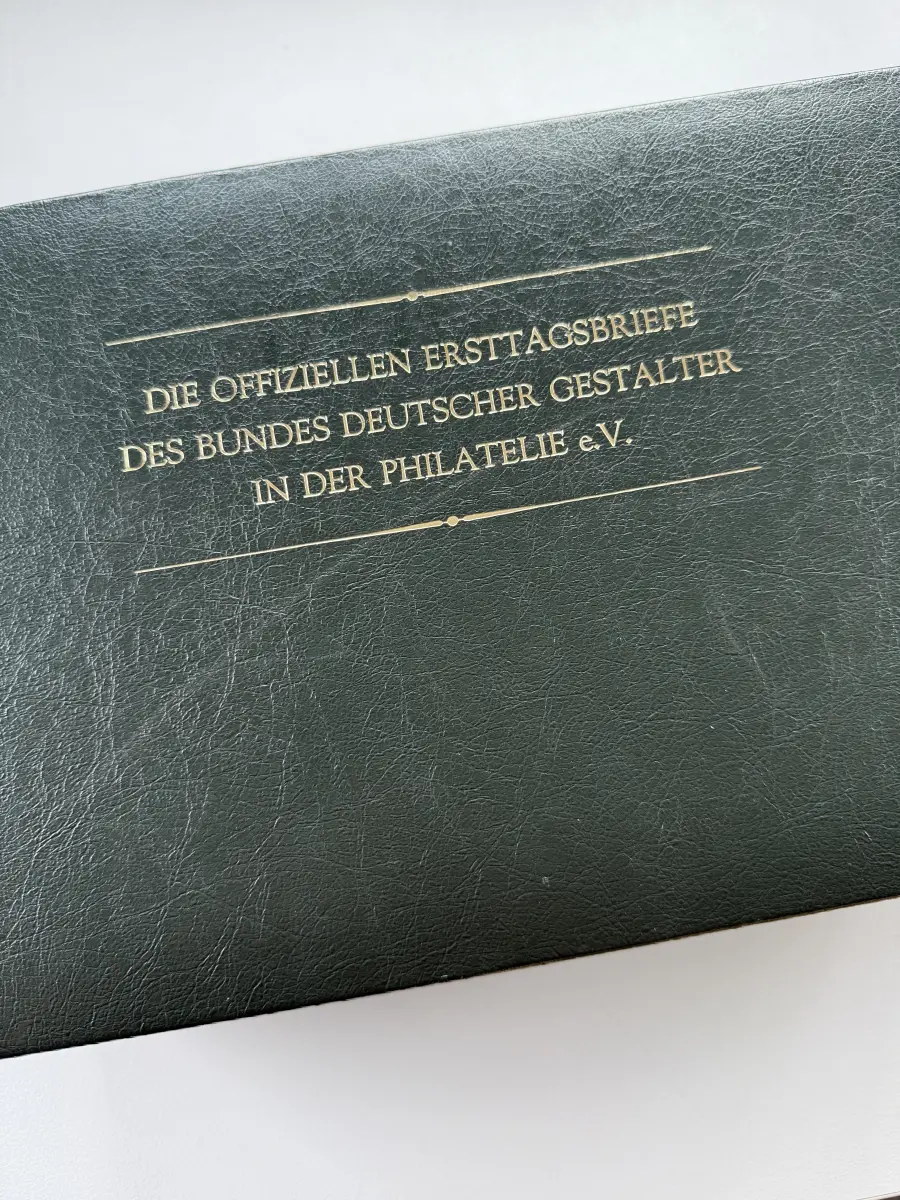 DIE OFFIZIELLEN ERSTTAGSBRIEFE
DES BUNDES DEUTSCHER GESTALTER
IN DER PHILATELIE e.V.